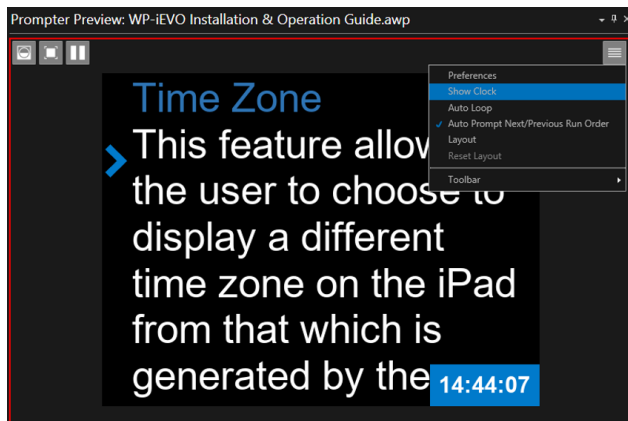 Prompter Preview: WP-iEVO Installation & Operation Guide.awp
Preferences
Show Clock
Auto Loop
Auto Prompt Next/Previous Run Order
Layout
Reset Layout
Toolbar
Time Zone
This feature allow
the user to choose to
display a different
time zone on the iPad
from that which is
generated by the
14:44:07